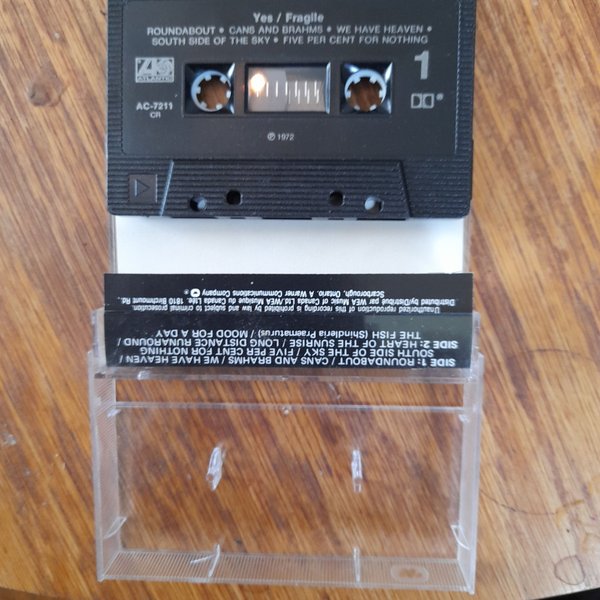 Yes / Fragile
ROUNDABOUT • CANS AND BRAHMS • WE HAVE HEAVEN •
SOUTH SIDE OF THE SKY • FIVE PER CENT FOR NOTHING
ATLANTIC
1
AC-7211
CR
℗ 1972
SIDE 1: ROUNDABOUT / CANS AND BRAHMS / WE HAVE HEAVEN /
SOUTH SIDE OF THE SKY / FIVE PER CENT FOR NOTHING
SIDE 2: HEART OF THE SUNRISE / LONG DISTANCE RUNAROUND /
THE FISH (Shindleria Praematurus) / MOOD FOR A DAY
Unauthorized reproduction of this recording is prohibited by law and subject to criminal prosecution.
Distributed by/Distribué par WEA Music of Canada Ltd/WEA Musique du Canada, Ltée, 1810 Birchmount Rd.
Scarborough, Ontario. A Warner Communications Company